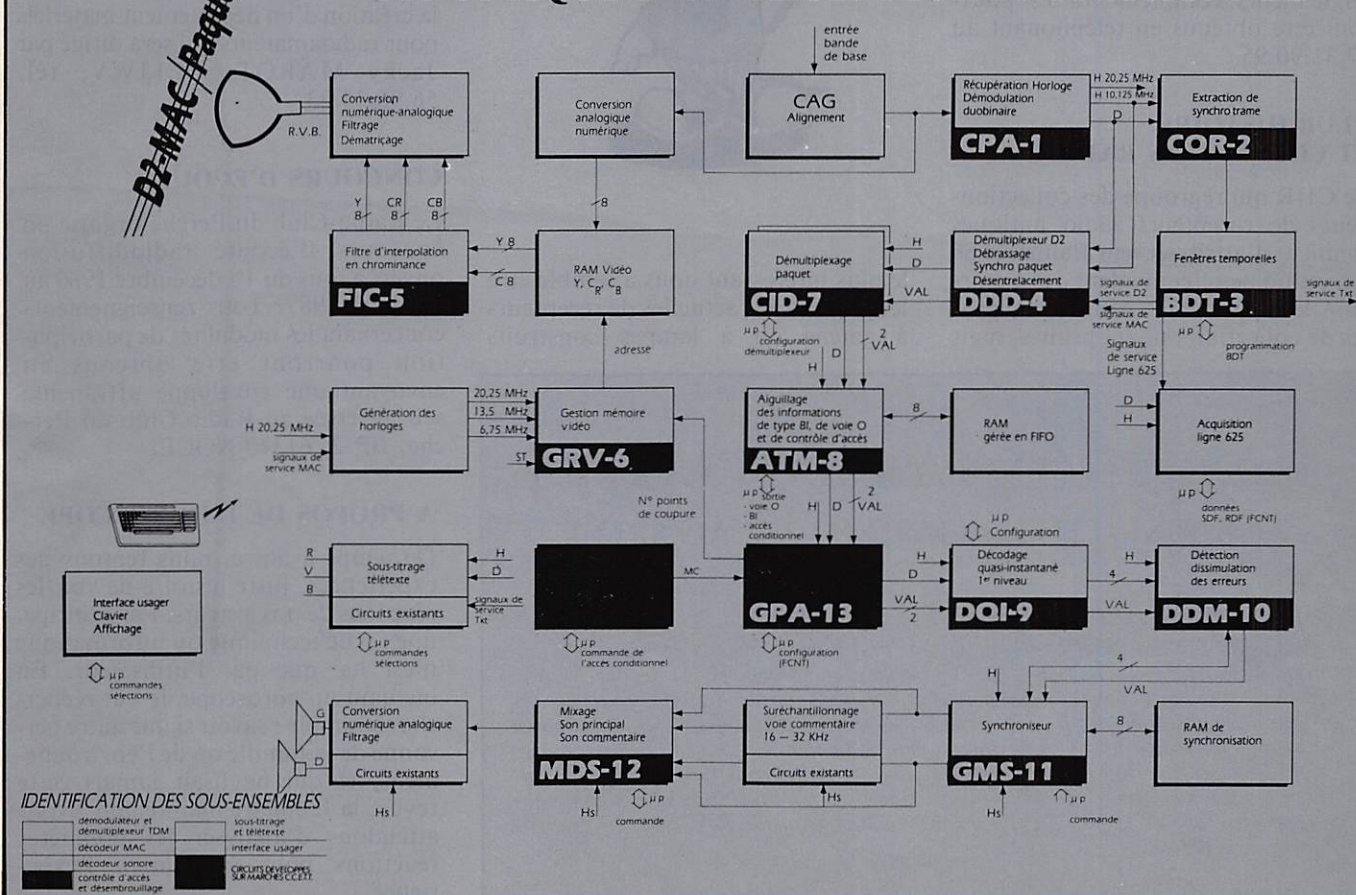 D2-MAC/Paquet
entrée
bande
de base
Conversion
numérique-analogique
Filtrage
Dématriçage
R.V.B.
Conversion
analogique
numérique
CAG
Alignement
Récupération Horloge
Démodulation
duobinaire
CPA-1
H 20,25 MHz
H 10,125 MHz
D
Extraction de
synchro trame
COR-2
Y CR CB
8 8 8
8
Filtre d'interpolation
en chrominance
FIC-5
Y 8
C 8
RAM Vidéo
Y, CR, CB
Démultiplexage
paquet
CID-7
H
D
VAL
Démultiplexeur D2
Débrassage
Synchro paquet
Désentrelacement
DDD-4
signaux de
service D2
signaux de
service MAC
Fenêtres temporelles
BDT-3
signaux de
service Txt
µp
configuration
démultiplexeur
2
VAL
D
H
Signaux
de service
Ligne 625
µp
programmation
BDT
adresse
H 20,25 MHz
signaux de
service MAC
Génération des
horloges
20,25 MHz
13,5 MHz
6,75 MHz
ST
Gestion mémoire
vidéo
GRV-6
Aiguillage
des informations
de type BI, de voie O
et de contrôle d'accès
ATM-8
8
RAM
gérée en FIFO
D
H
Acquisition
ligne 625
µp
données
SDF, RDF (FCNT)
N° points
de coupure
µp sortie
- voie O
- BI
- accès
conditionnel
H D 2
VAL
Interface usager
Clavier
Affichage
µp
commandes
sélections
R
V
B
Sous-titrage
télétexte
Circuits existants
H
D
signaux de
service
Txt
µp
commandes
sélections
µp
commande de
l'accès conditionnel
MC
GPA-13
µp
configuration
(FCNT)
D
VAL
2
µp
Configuration
H
Décodage
quasi-instantané
1er niveau
DQI-9
4
VAL
H
Détection
dissimulation
des erreurs
DDM-10
4
VAL
G
D
Conversion
numérique analogique
Filtrage
Circuits existants
Hs
Mixage
Son principal
Son commentaire
MDS-12
Hs
µp
commande
Suréchantillonnage
voie commentaire
16 – 32 KHz
Circuits existants
Hs
H
Synchroniseur
GMS-11
Hs
µp
commande
8
RAM de
synchronisation
IDENTIFICATION DES SOUS-ENSEMBLES
démodulateur et
démultiplexeur TDM
décodeur MAC
décodeur sonore
contrôle d'accès
et désembrouillage
sous-titrage
et télétexte
interface usager
CIRCUITS DEVELOPPES
SUR MARCHES C.C.E.T.T.